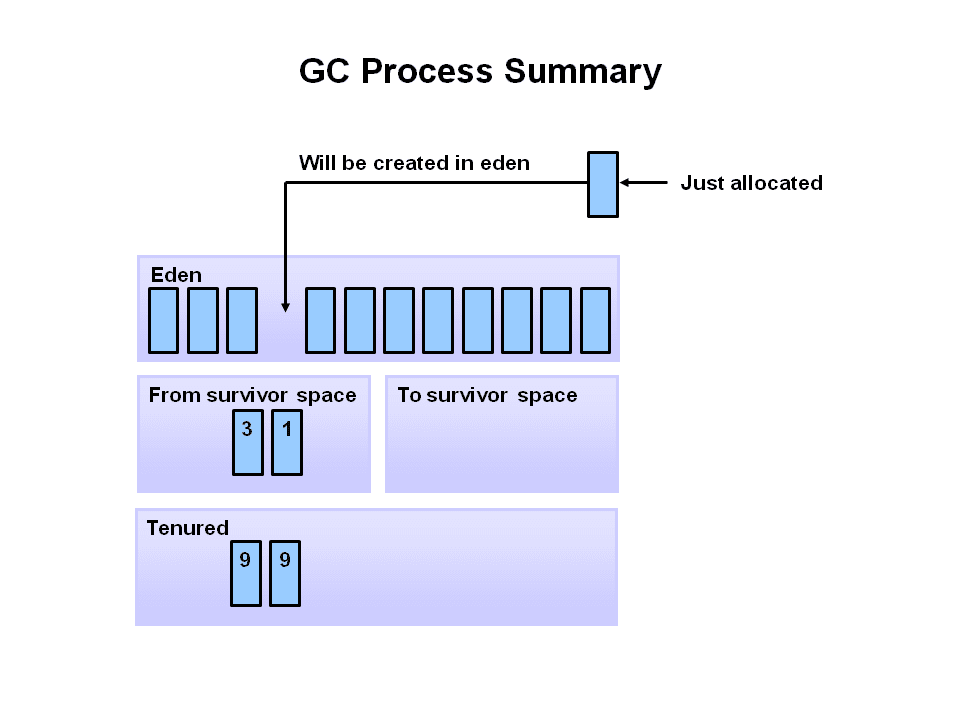 GC Process Summary
Will be created in eden
Just allocated
Eden
From survivor space
To survivor space
3 1
Tenured
9 9